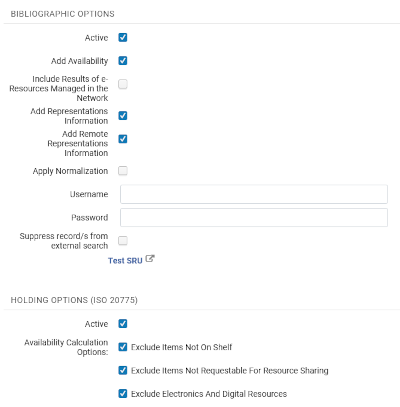 BIBLIOGRAPHIC OPTIONS
Active
Add Availability
Include Results of e-
Resources Managed in the
Network
Add Representations
Information
Add Remote
Representations
Information
Apply Normalization
Username
Password
Suppress record/s from
external search
Test SRU
HOLDING OPTIONS (ISO 20775)
Active
Availability Calculation
Options:
Exclude Items Not On Shelf
Exclude Items Not Requestable For Resource Sharing
Exclude Electronics And Digital Resources